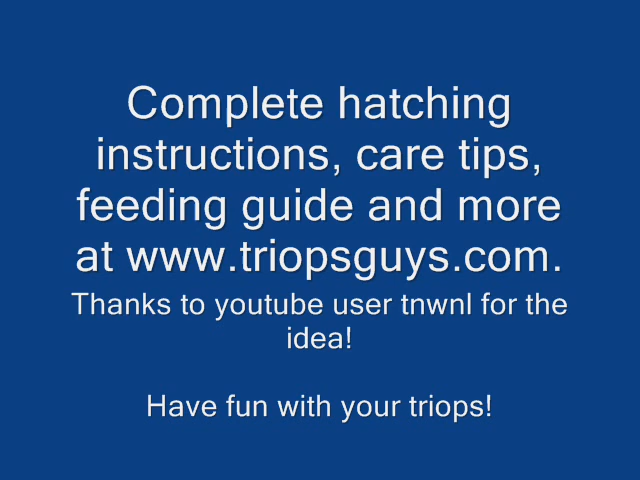 Complete hatching
instructions, care tips,
feeding guide and more
at www.triopsguys.com.
Thanks to youtube user tnwnl for the
idea!
Have fun with your triops!